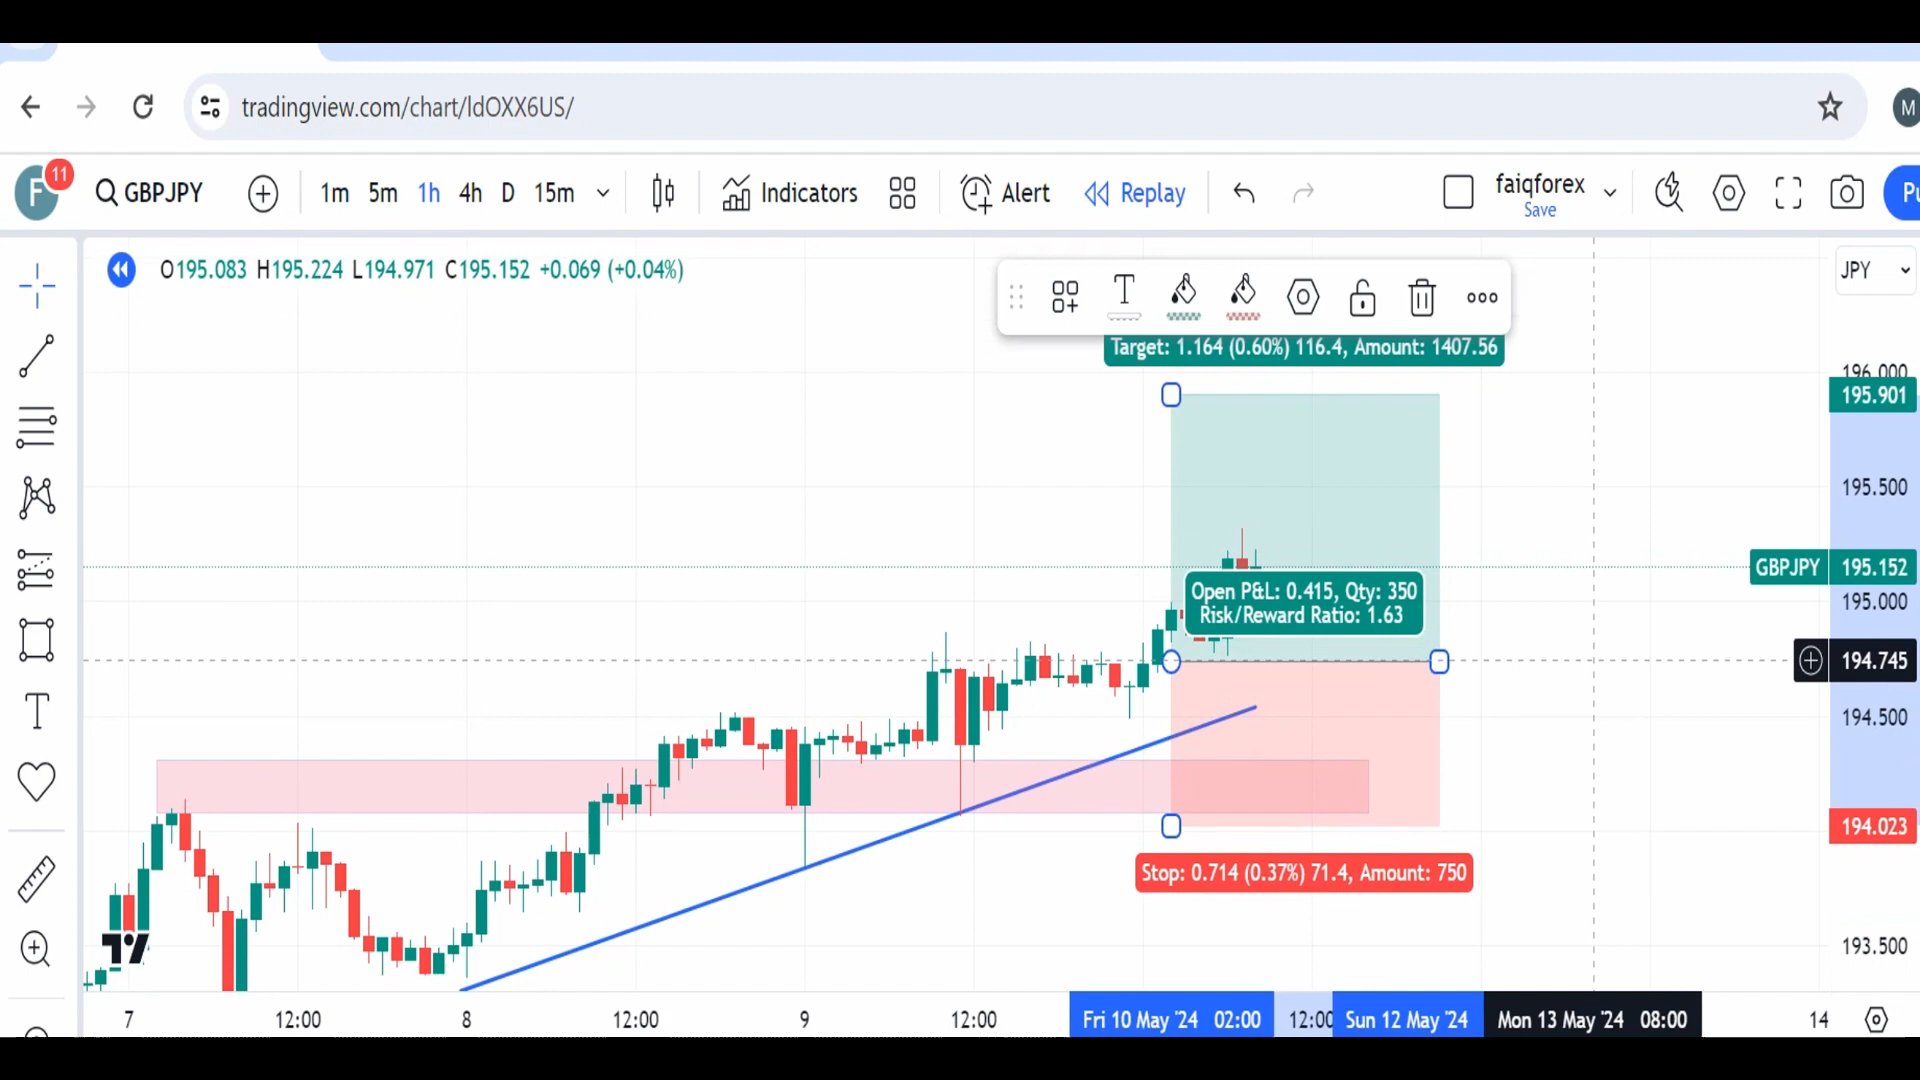 tradingview.com/chart/ldOXX6US/
M
F 11 GBPJPY 1m 5m 1h 4h D 15m Indicators Alert Replay faiqforex
Save
O195.083 H195.224 L194.971 C195.152 +0.069 (+0.04%)
JPY
T
Target: 1.164 (0.60%) 116.4, Amount: 1407.56
196.000
195.901
195.500
GBPJPY 195.152
Open P&L: 0.415, Qty: 350
Risk/Reward Ratio: 1.63
195.000
194.745
194.500
T
194.023
Stop: 0.714 (0.37%) 71.4, Amount: 750
193.500
7 12:00 8 12:00 9 12:00 Fri 10 May '24 02:00 12:00 Sun 12 May '24 Mon 13 May '24 08:00 14